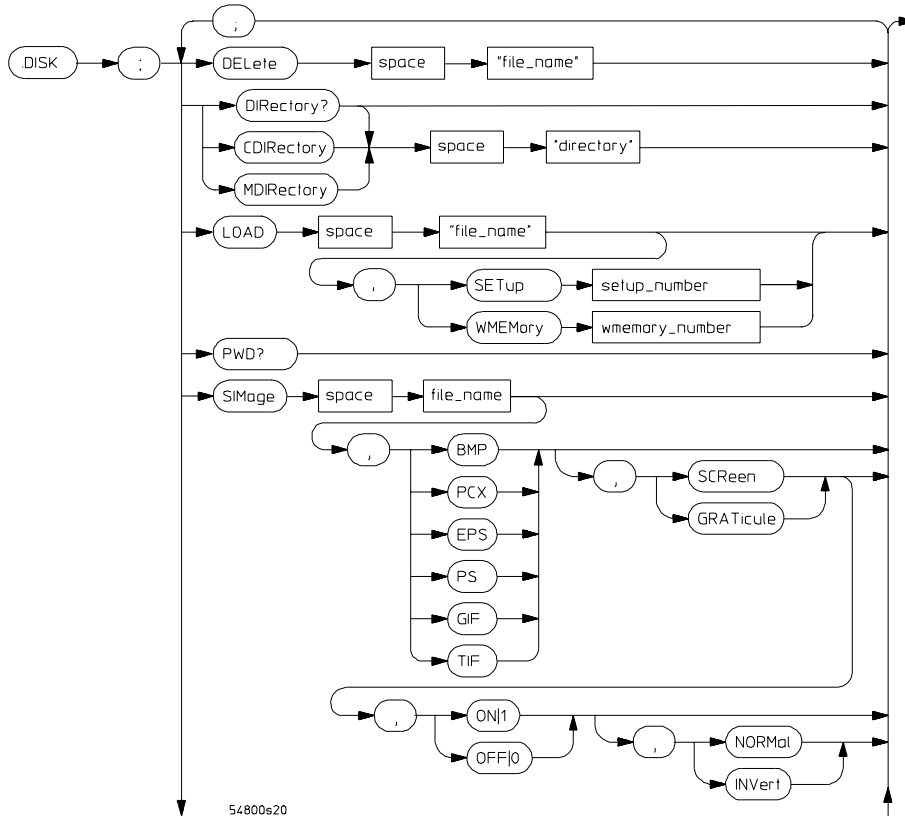 ;
:DISK : DELete space "file_name"
DIRectory?
CDIRectory space "directory"
MDIRectory
LOAD space "file_name"
, SETup setup_number
WMEMory wmemory_number
PWD?
SIMage space file_name
, BMP , SCReen
PCX GRATicule
EPS
PS
GIF
TIF
, ON|1 , NORMal
OFF|0 INVert
54800s20